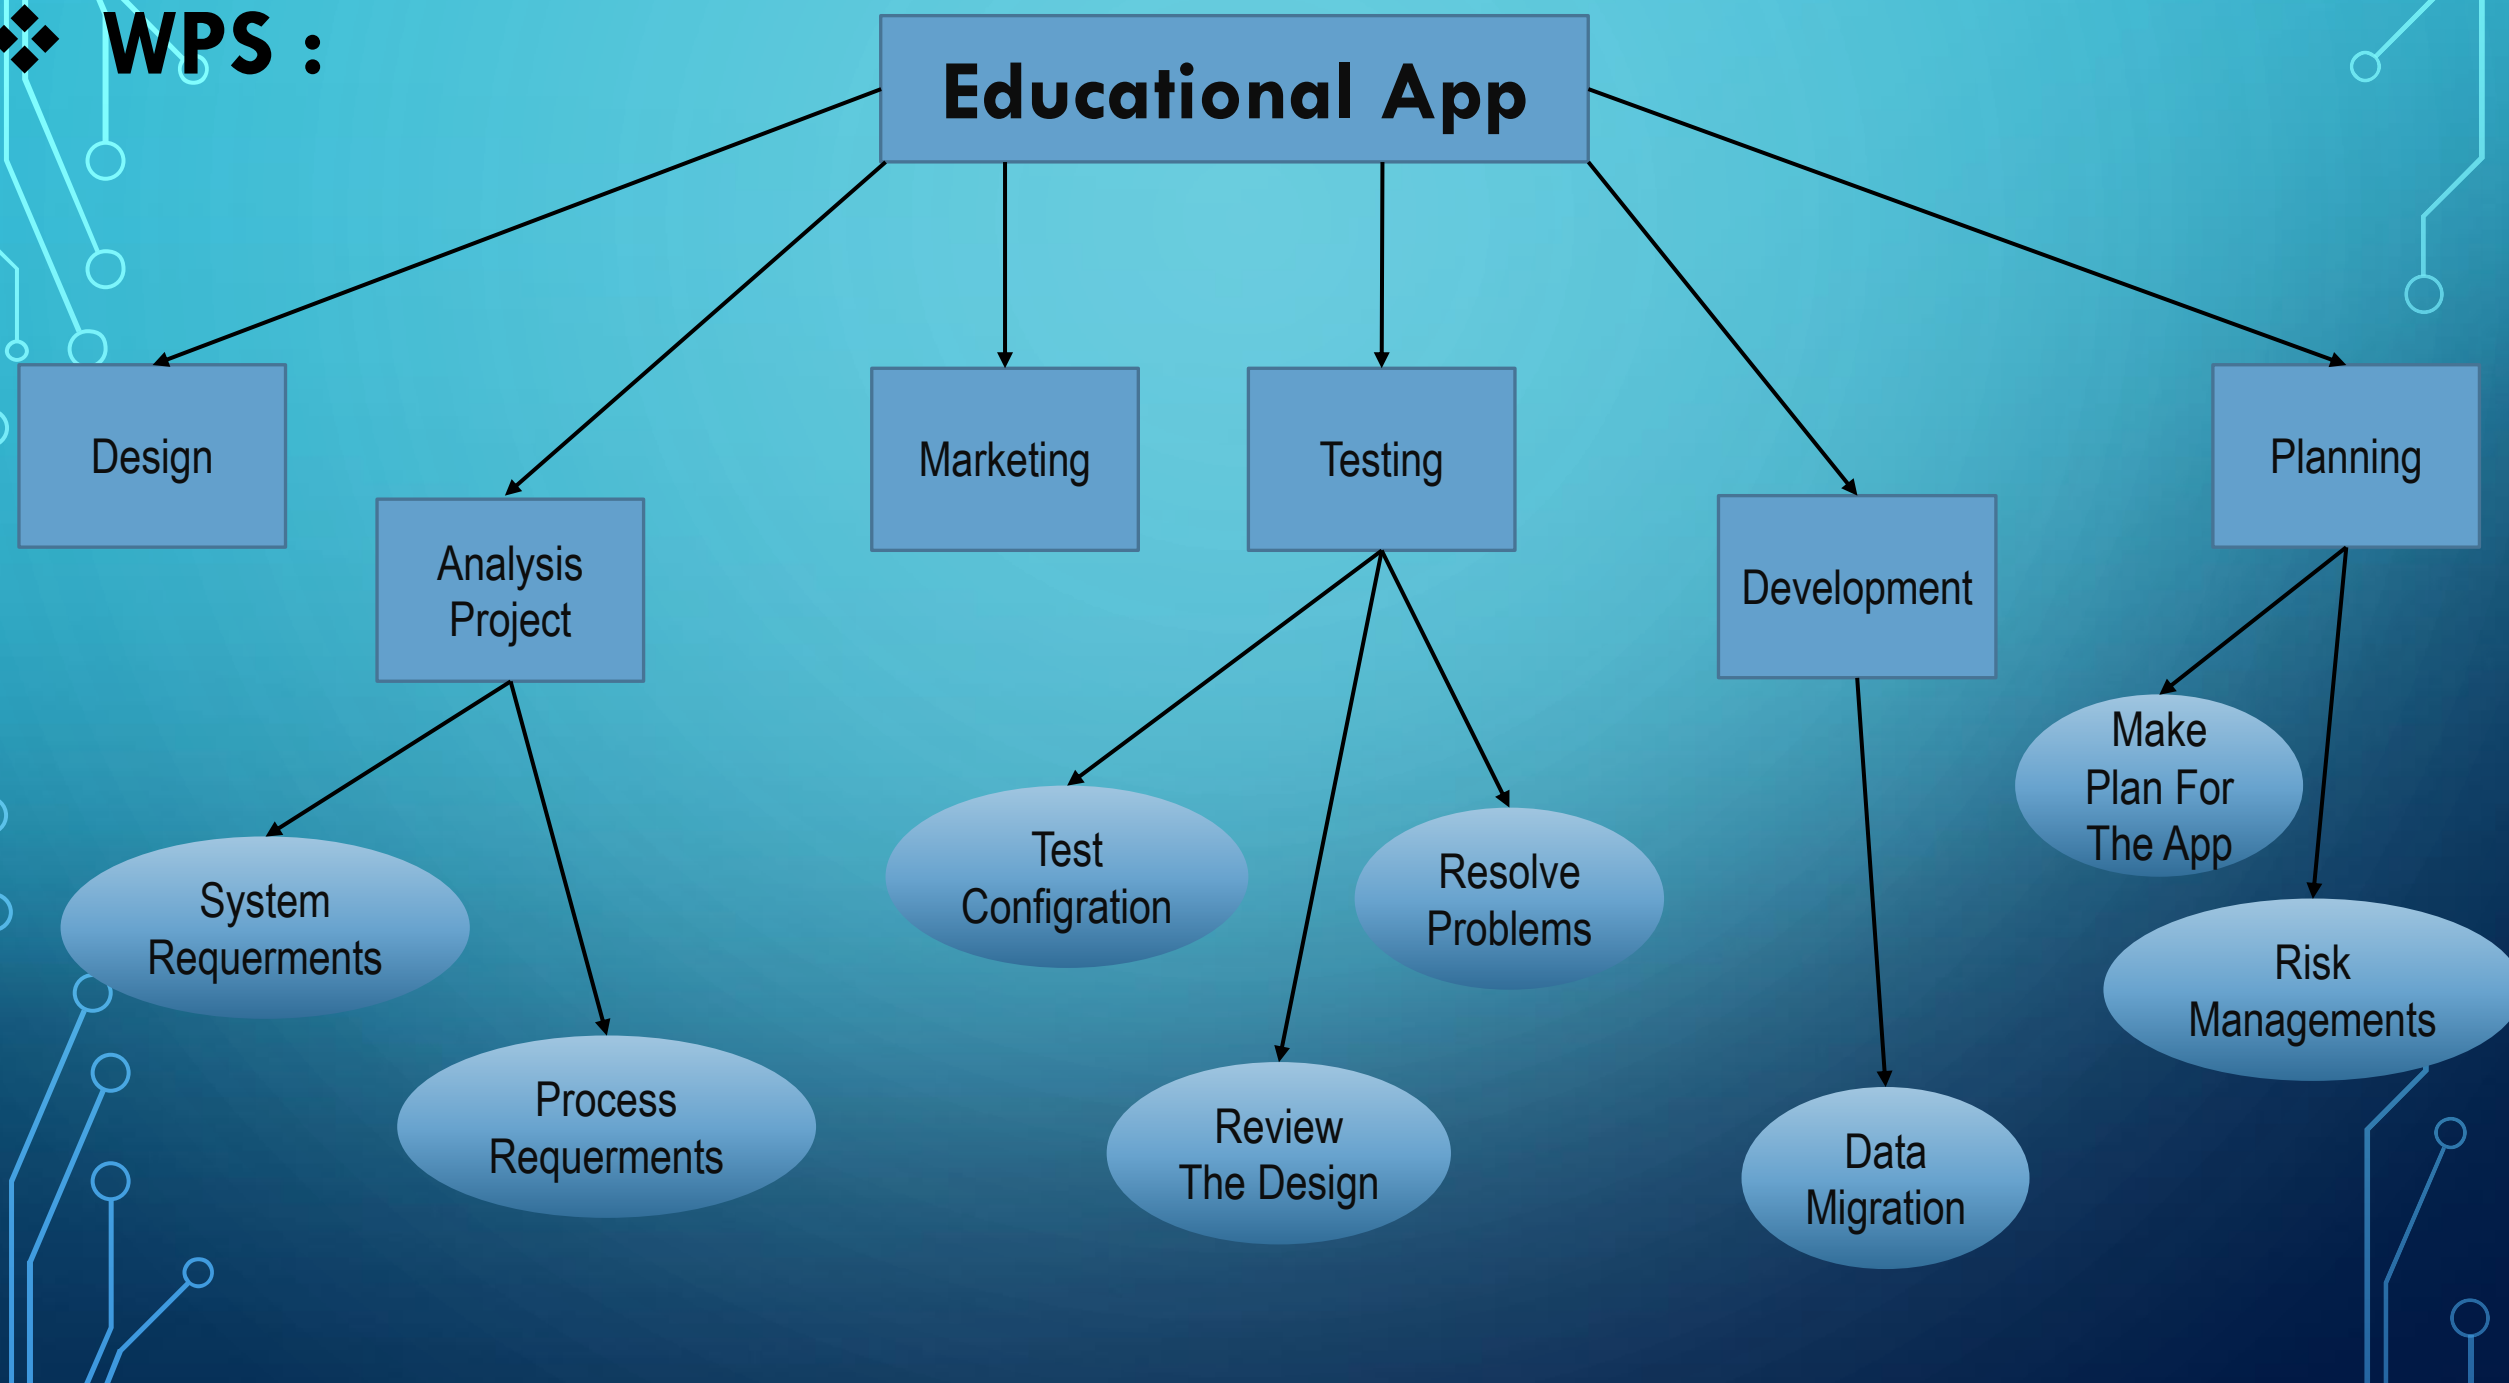 ❖ WPS :
Educational App
Design
Analysis
Project
Marketing
Testing
Development
Planning
System
Requerments
Process
Requerments
Test
Configration
Review
The Design
Resolve
Problems
Data
Migration
Make
Plan For
The App
Risk
Managements